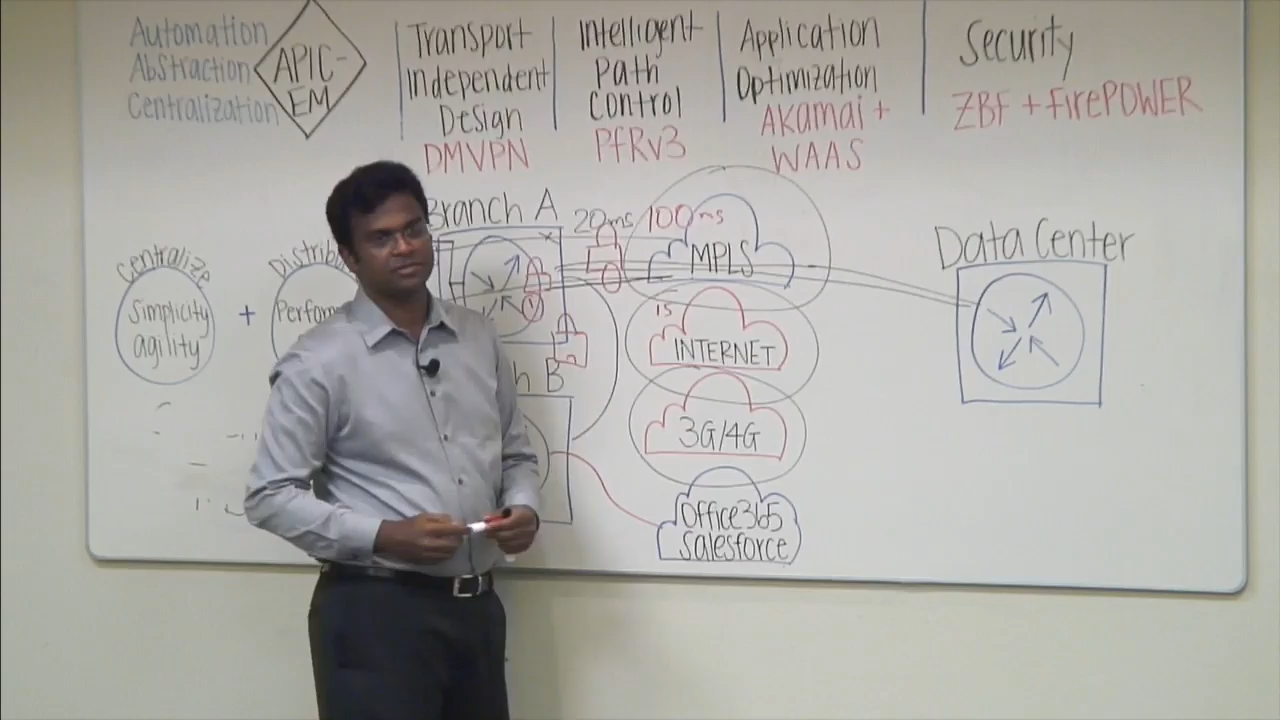 Automation
Abstraction
Centralization
APIC-
EM
Transport
Independent
Design
DMVPN
Intelligent
Path
Control
PfRv3
Application
Optimization
Akamai +
WAAS
Security
ZBF + FirePOWER
Centralize
Simplicity
agility
+
Branch A
20ms
100ms
MPLS
IS
INTERNET
3G/4G
Office365
Salesforce
B
Data Center